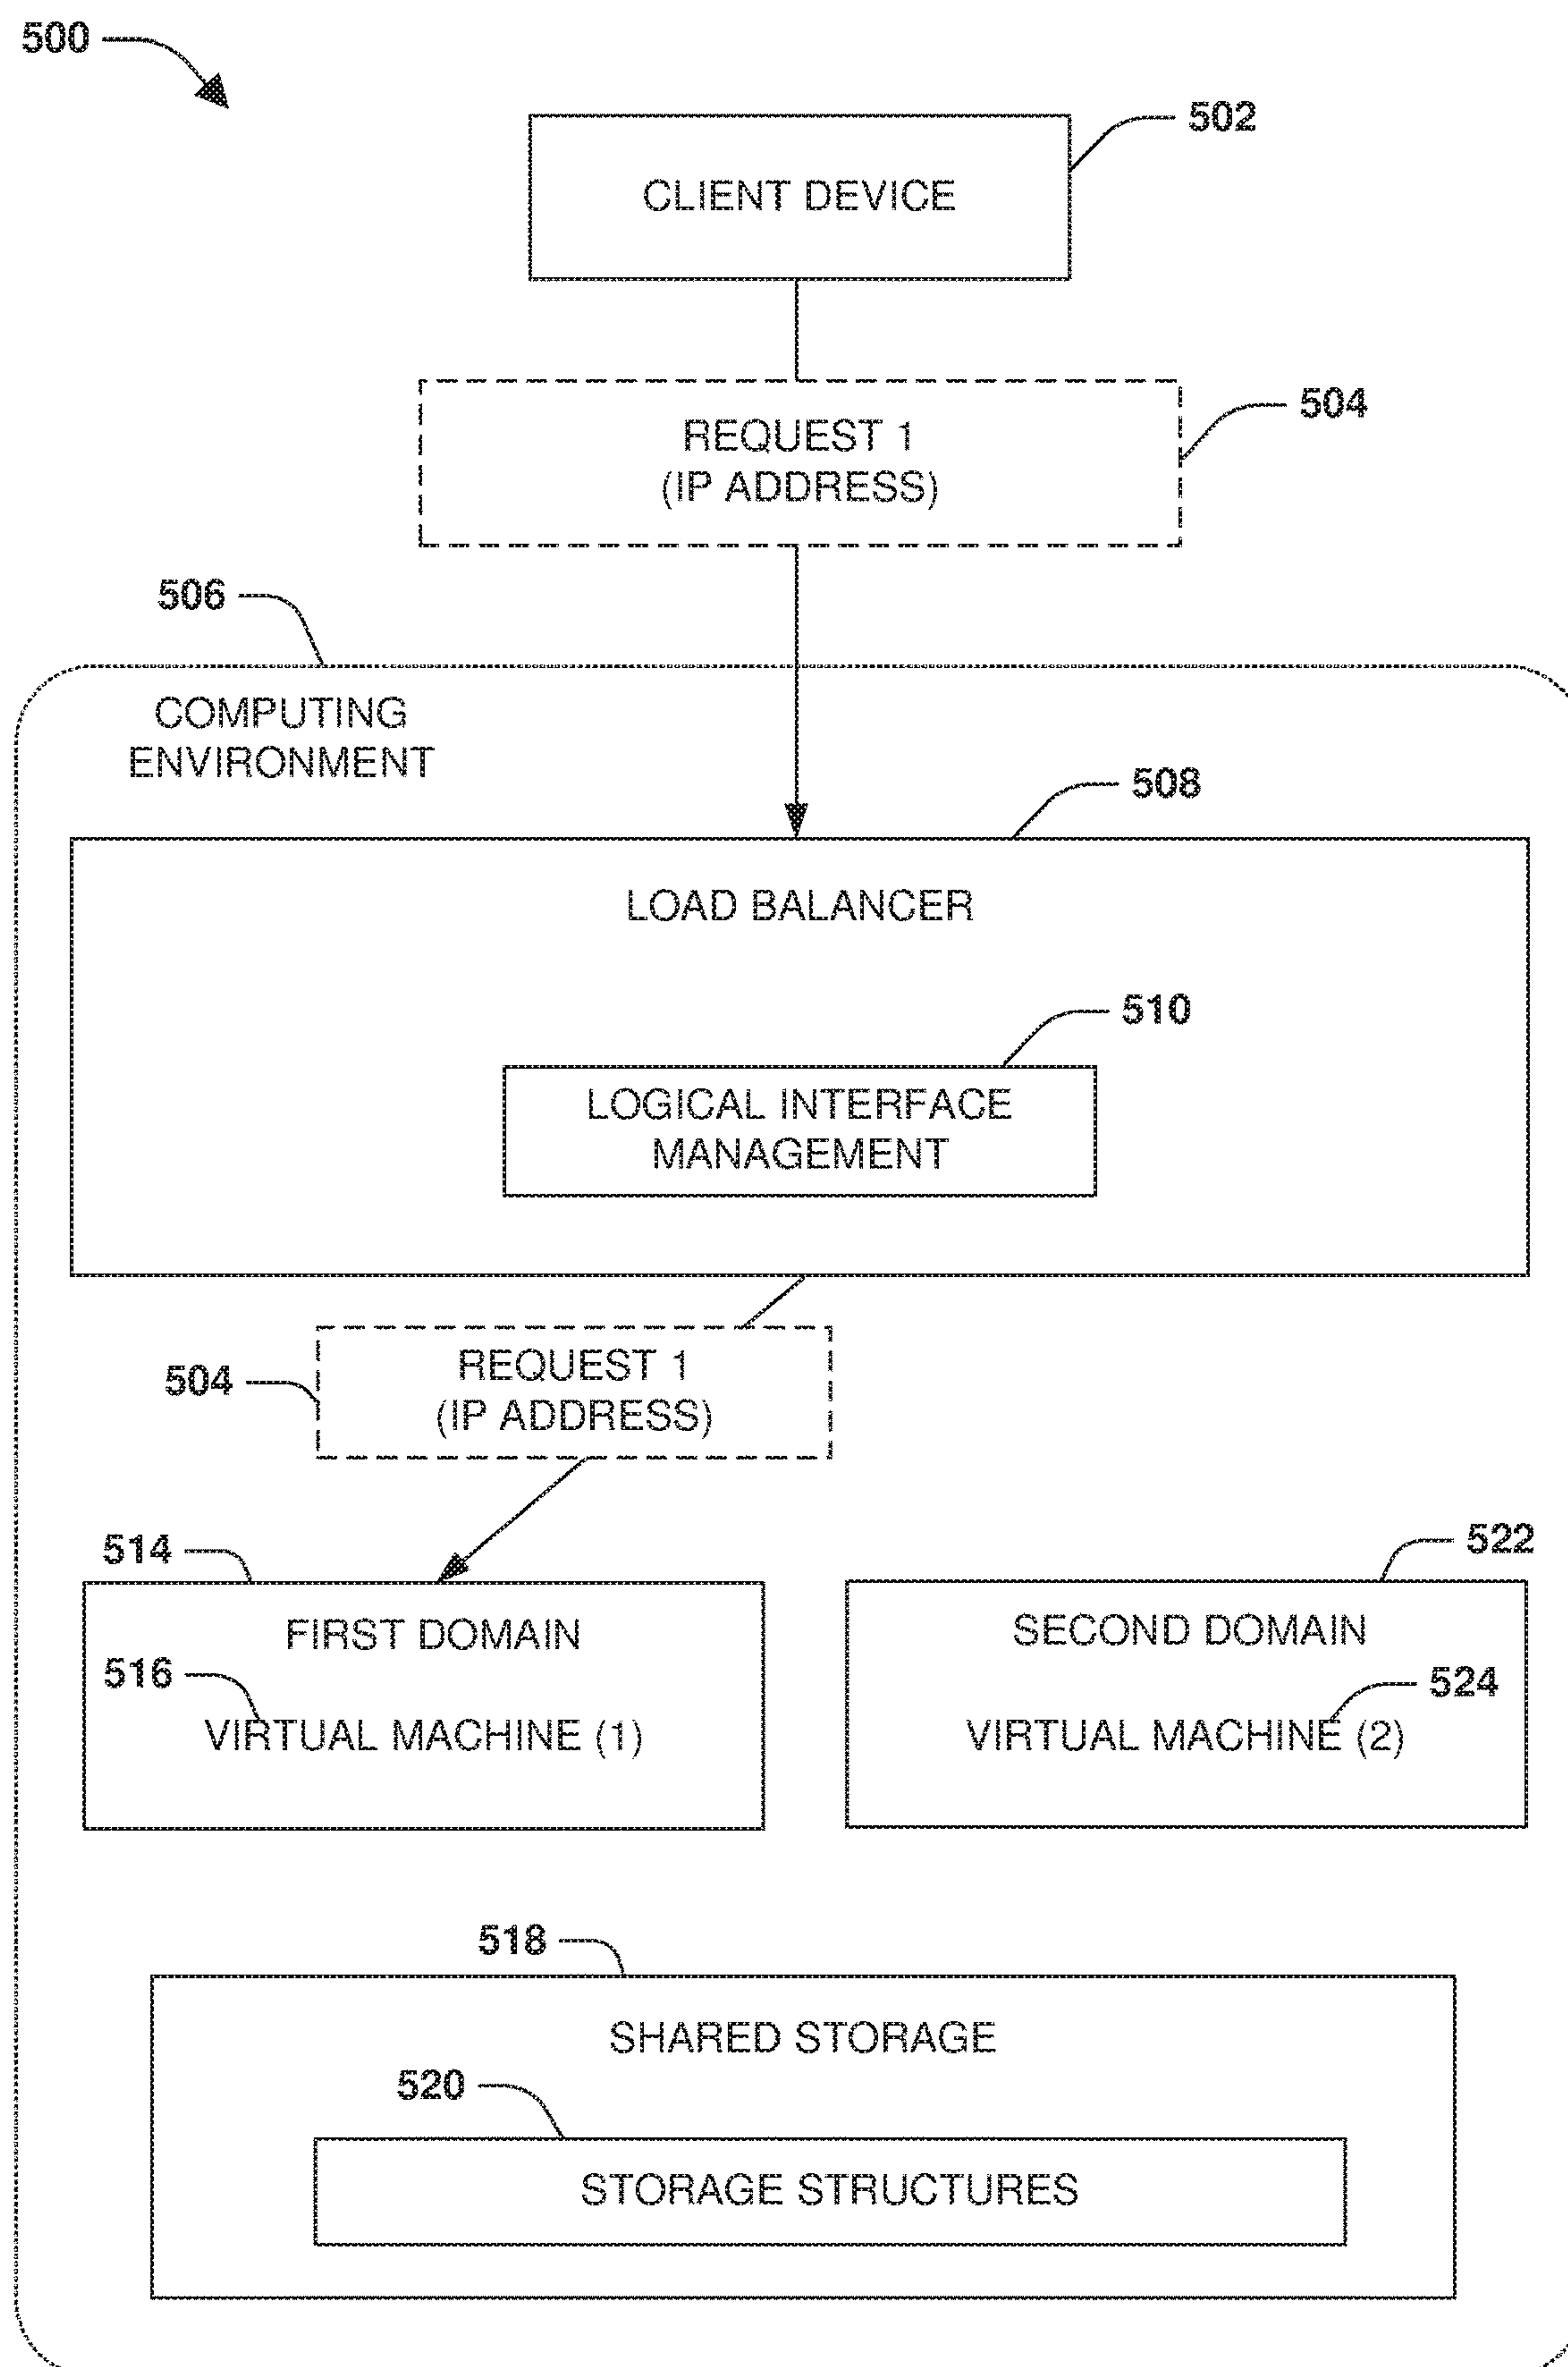 500
502
CLIENT DEVICE
504
REQUEST 1
(IP ADDRESS)
506
COMPUTING
ENVIRONMENT
508
LOAD BALANCER
510
LOGICAL INTERFACE
MANAGEMENT
504
REQUEST 1
(IP ADDRESS)
514
FIRST DOMAIN
516
VIRTUAL MACHINE (1)
522
SECOND DOMAIN
524
VIRTUAL MACHINE (2)
518
SHARED STORAGE
520
STORAGE STRUCTURES